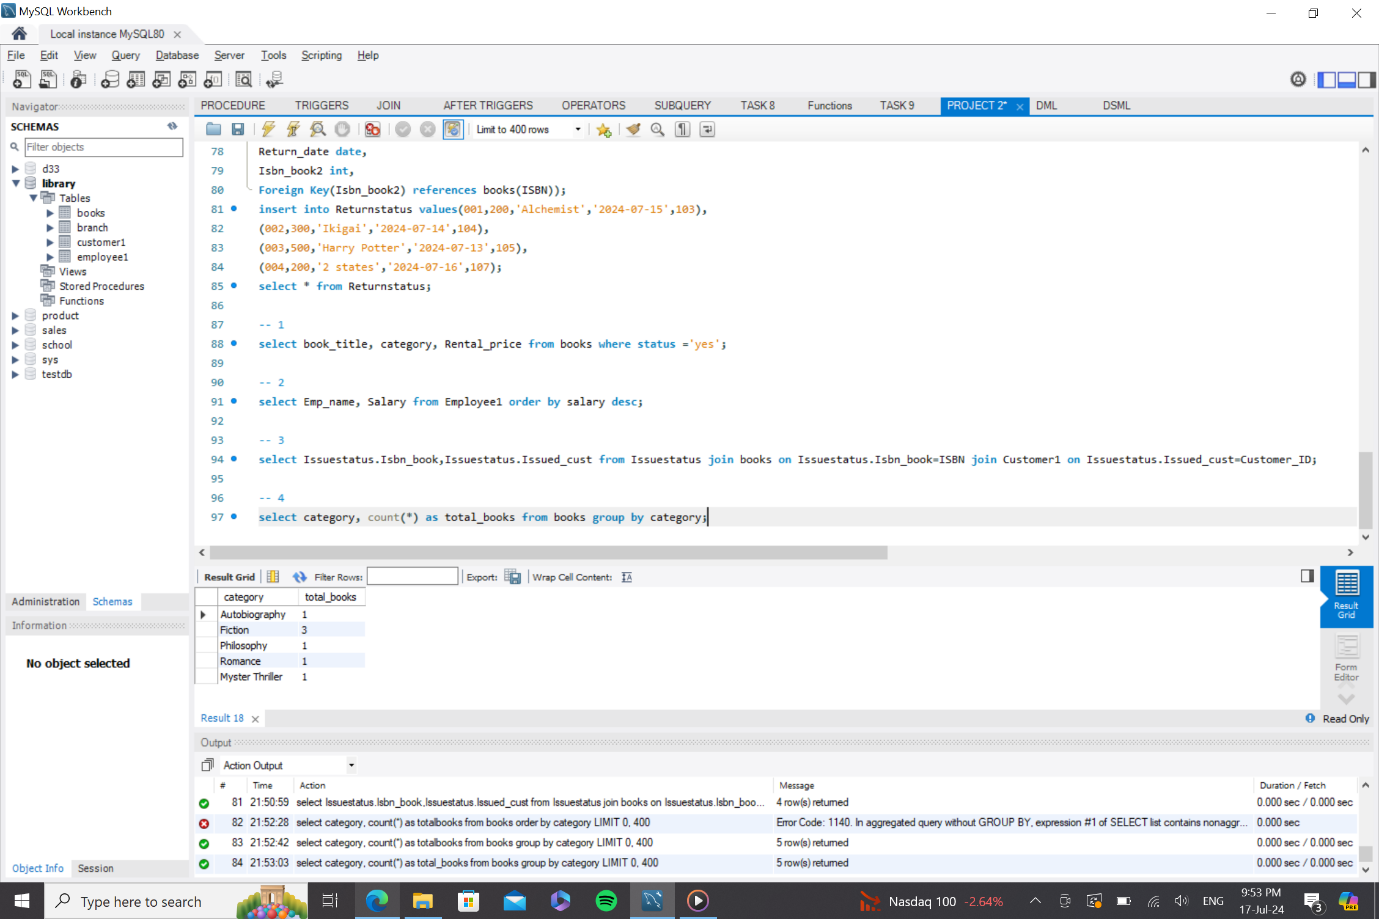 MySQL Workbench
Local instance MySQL80
File Edit View Query Database Server Tools Scripting Help
Navigator
PROCEDURE TRIGGERS JOIN AFTER TRIGGERS OPERATORS SUBQUERY TASK 8 Functions TASK 9 PROJECT 2* DML DSML
SCHEMAS
Filter objects
Limit to 400 rows
d33
library
Tables
books
branch
customer1
employee1
Views
Stored Procedures
Functions
product
sales
school
sys
testdb
78 Return_date date,
79 Isbn_book2 int,
80 Foreign Key(Isbn_book2) references books(ISBN));
81 insert into Returnstatus values(001,200,'Alchemist','2024-07-15',103),
82 (002,300,'Ikigai','2024-07-14',104),
83 (003,500,'Harry Potter','2024-07-13',105),
84 (004,200,'2 states','2024-07-16',107);
85 select * from Returnstatus;
86
87 -- 1
88 select book_title, category, Rental_price from books where status ='yes';
89
90 -- 2
91 select Emp_name, Salary from Employee1 order by salary desc;
92
93 -- 3
94 select Issuestatus.Isbn_book,Issuestatus.Issued_cust from Issuestatus join books on Issuestatus.Isbn_book=ISBN join Customer1 on Issuestatus.Issued_cust=Customer_ID;
95
96 -- 4
97 select category, count(*) as total_books from books group by category;
Administration Schemas
Information
No object selected
Object Info Session
Result Grid Filter Rows: Export: Wrap Cell Content:
category total_books
Autobiography 1
Fiction 3
Philosophy 1
Romance 1
Myster Thriller 1
Result Grid
Form Editor
Result 18
Read Only
Output
Action Output
# Time Action Message Duration / Fetch
81 21:50:59 select Issuestatus.Isbn_book,Issuestatus.Issued_cust from Issuestatus join books on Issuestatus.Isbn_boo... 4 row(s) returned 0.000 sec / 0.000 sec
82 21:52:28 select category, count(*) as totalbooks from books order by category LIMIT 0, 400 Error Code: 1140. In aggregated query without GROUP BY, expression #1 of SELECT list contains nonaggr... 0.000 sec
83 21:52:42 select category, count(*) as totalbooks from books group by category LIMIT 0, 400 5 row(s) returned 0.000 sec / 0.000 sec
84 21:53:03 select category, count(*) as total_books from books group by category LIMIT 0, 400 5 row(s) returned 0.000 sec / 0.000 sec
Type here to search
Nasdaq 100 -2.64%
ENG
9:53 PM
17-Jul-24
3
PRE